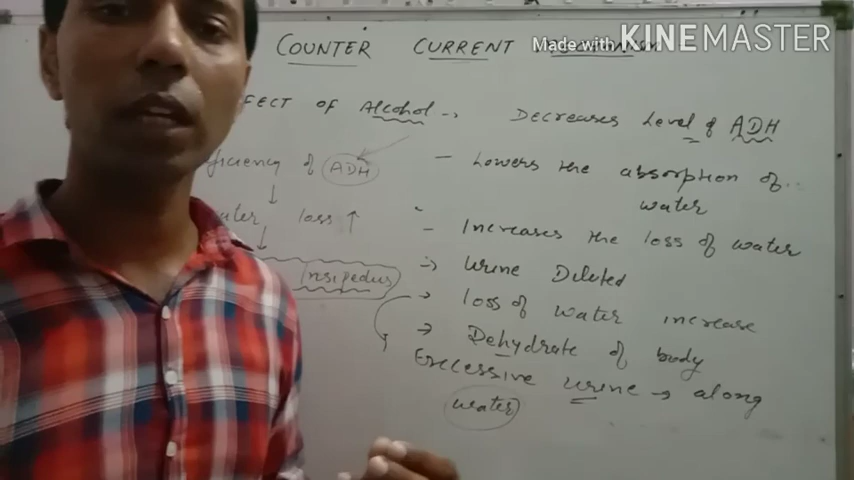 COUNTER CURRENT
Made with KINEMASTER
FECT OF Alcohol → Decreases level of ADH
ficiency of ADH
- Lowers the absorption of..
water
ater loss ↑
- Increases the loss of water
→ Urine Diluted
Insipedus
→ loss of water increase
→ Dehydrate of body
Excessive urine → along
water